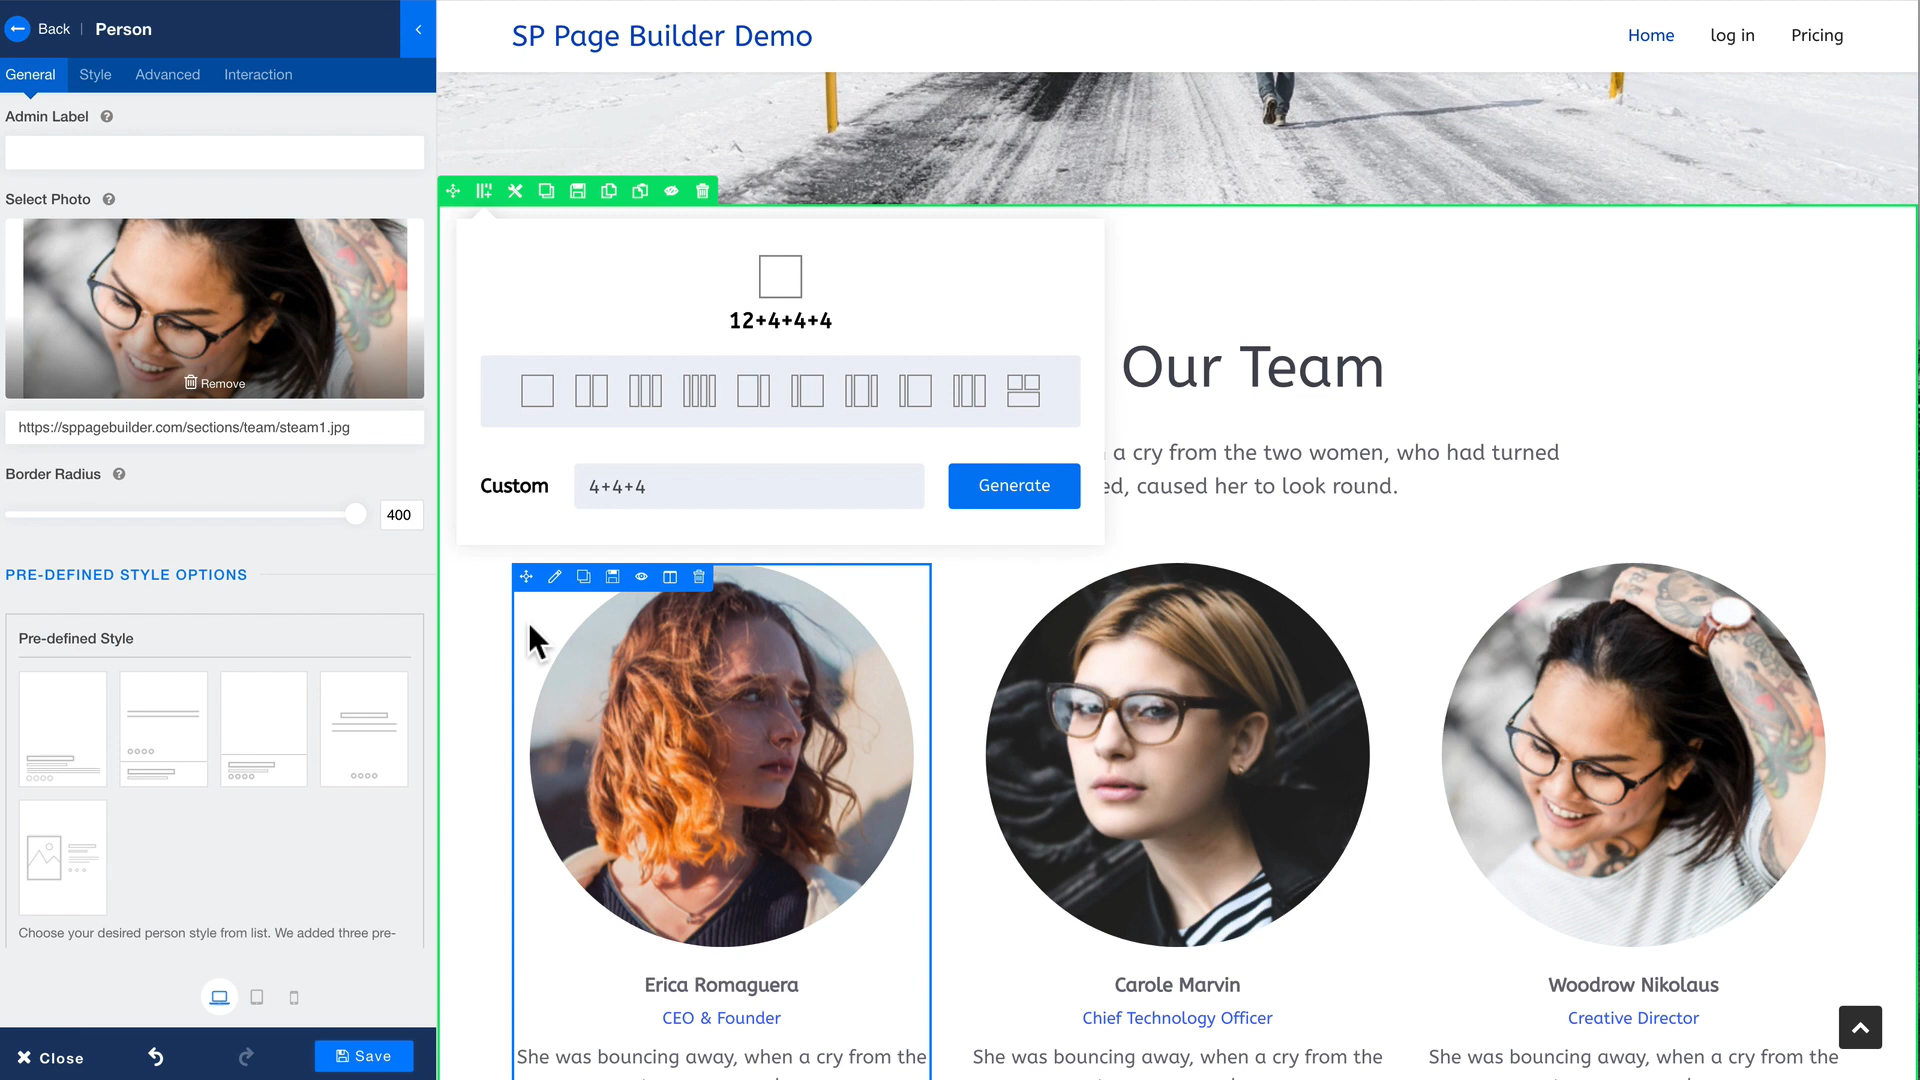 Back | Person
General Style Advanced Interaction
Admin Label ?
Select Photo ?
Remove
https://sppagebuilder.com/sections/team/steam1.jpg
Border Radius ?
400
PRE-DEFINED STYLE OPTIONS
Pre-defined Style
Choose your desired person style from list. We added three pre-
Close
Save
SP Page Builder Demo
Home log in Pricing
12+4+4+4
Custom 4+4+4 Generate
Our Team
a cry from the two women, who had turned
ed, caused her to look round.
Erica Romaguera
CEO & Founder
She was bouncing away, when a cry from the
Carole Marvin
Chief Technology Officer
She was bouncing away, when a cry from the
Woodrow Nikolaus
Creative Director
She was bouncing away, when a cry from the